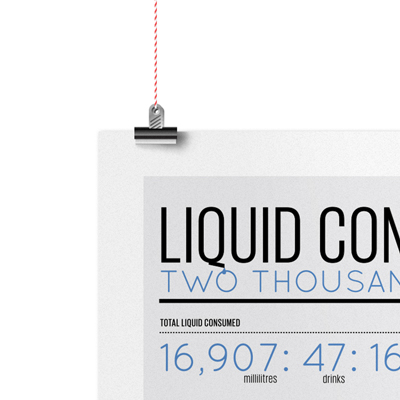 LIQUID CON
TWO THOUSAN
TOTAL LIQUID CONSUMED
16,907: 47: 16
millilitres drinks